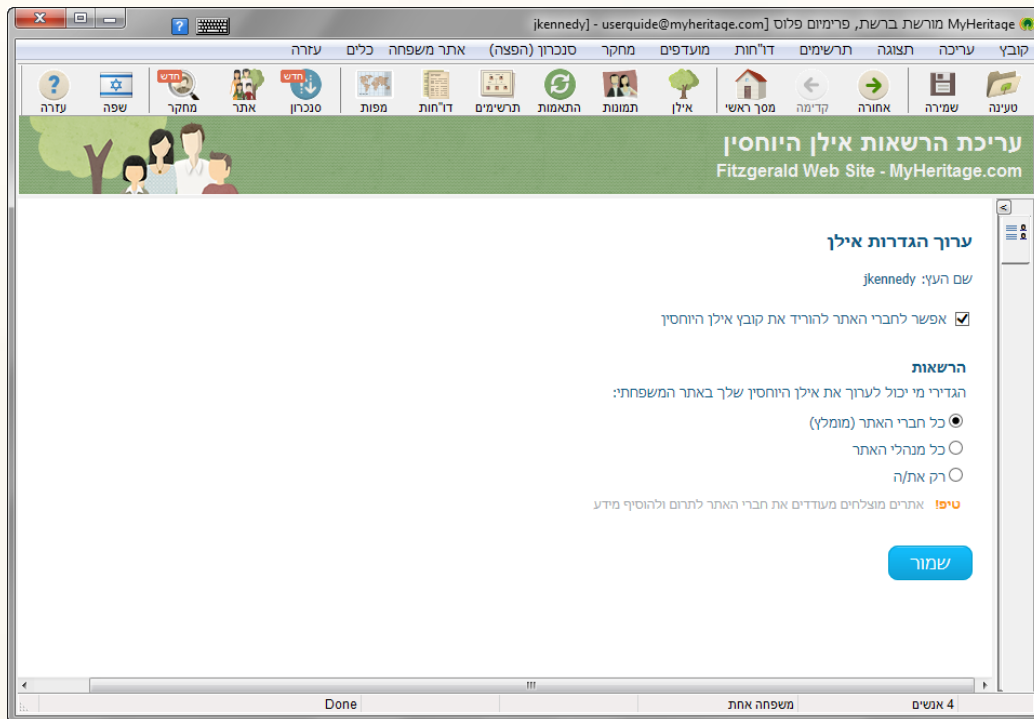 MyHeritage מורשת ברשת, פרימיום פלוס [jkennedy] - userguide@myheritage.com
קובץ עריכה תצוגה תרשימים דו"חות מועדפים מחקר סנכרון (הפצה) אתר משפחה כלים עזרה
חדש חדש
טעינה שמירה אחורה קדימה מסך ראשי אילן תמונות התאמות תרשימים דו"חות מפות סנכרון אתר מחקר שפה עזרה
עריכת הרשאות אילן היוחסין
Fitzgerald Web Site - MyHeritage.com
ערוך הגדרות אילן
שם העץ: jkennedy
אפשר לחברי האתר להוריד את קובץ אילן היוחסין
הרשאות
הגדירי מי יכול לערוך את אילן היוחסין שלך באתר המשפחתי:
כל חברי האתר (מומלץ)
כל מנהלי האתר
רק את/ה
טיפ! אתרים מוצלחים מעודדים את חברי האתר לתרום ולהוסיף מידע
שמור
4 אנשים משפחה אחת Done